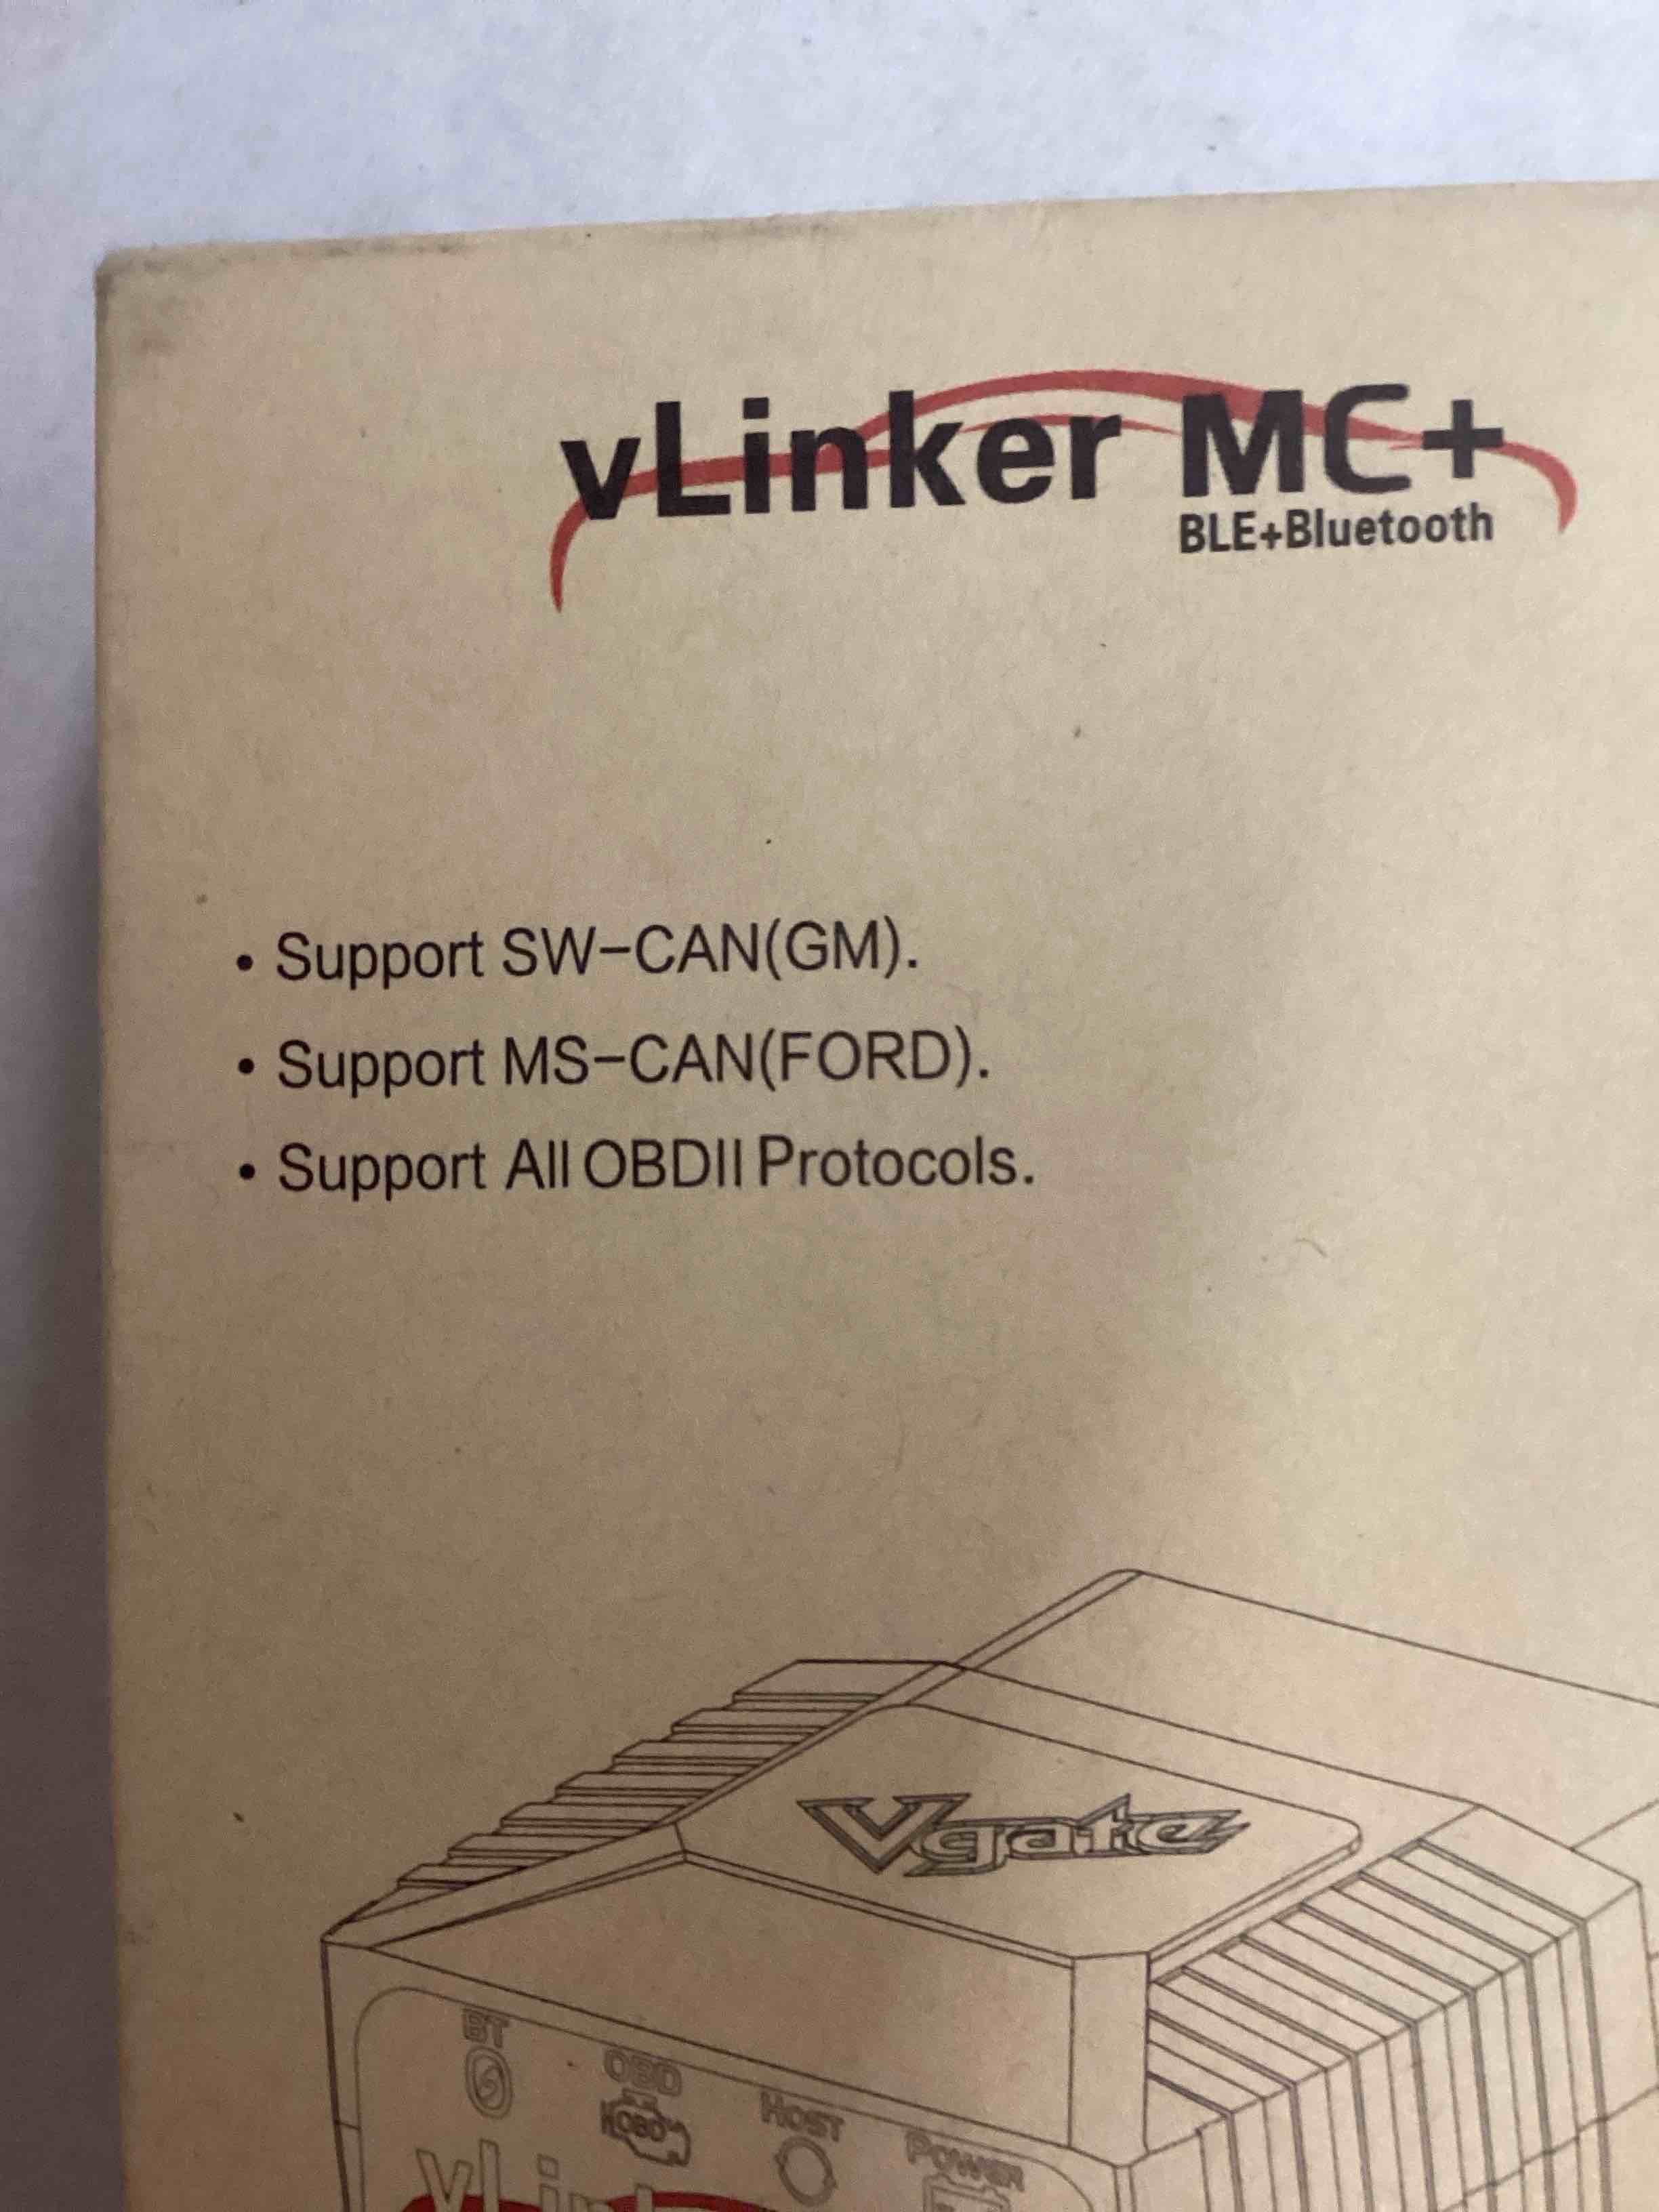 vLinker MC+
BLE+Bluetooth
• Support SW-CAN(GM).
• Support MS-CAN(FORD).
• Support All OBDII Protocols.
Vgate
BT
OBD
OBD
HOST
POWER